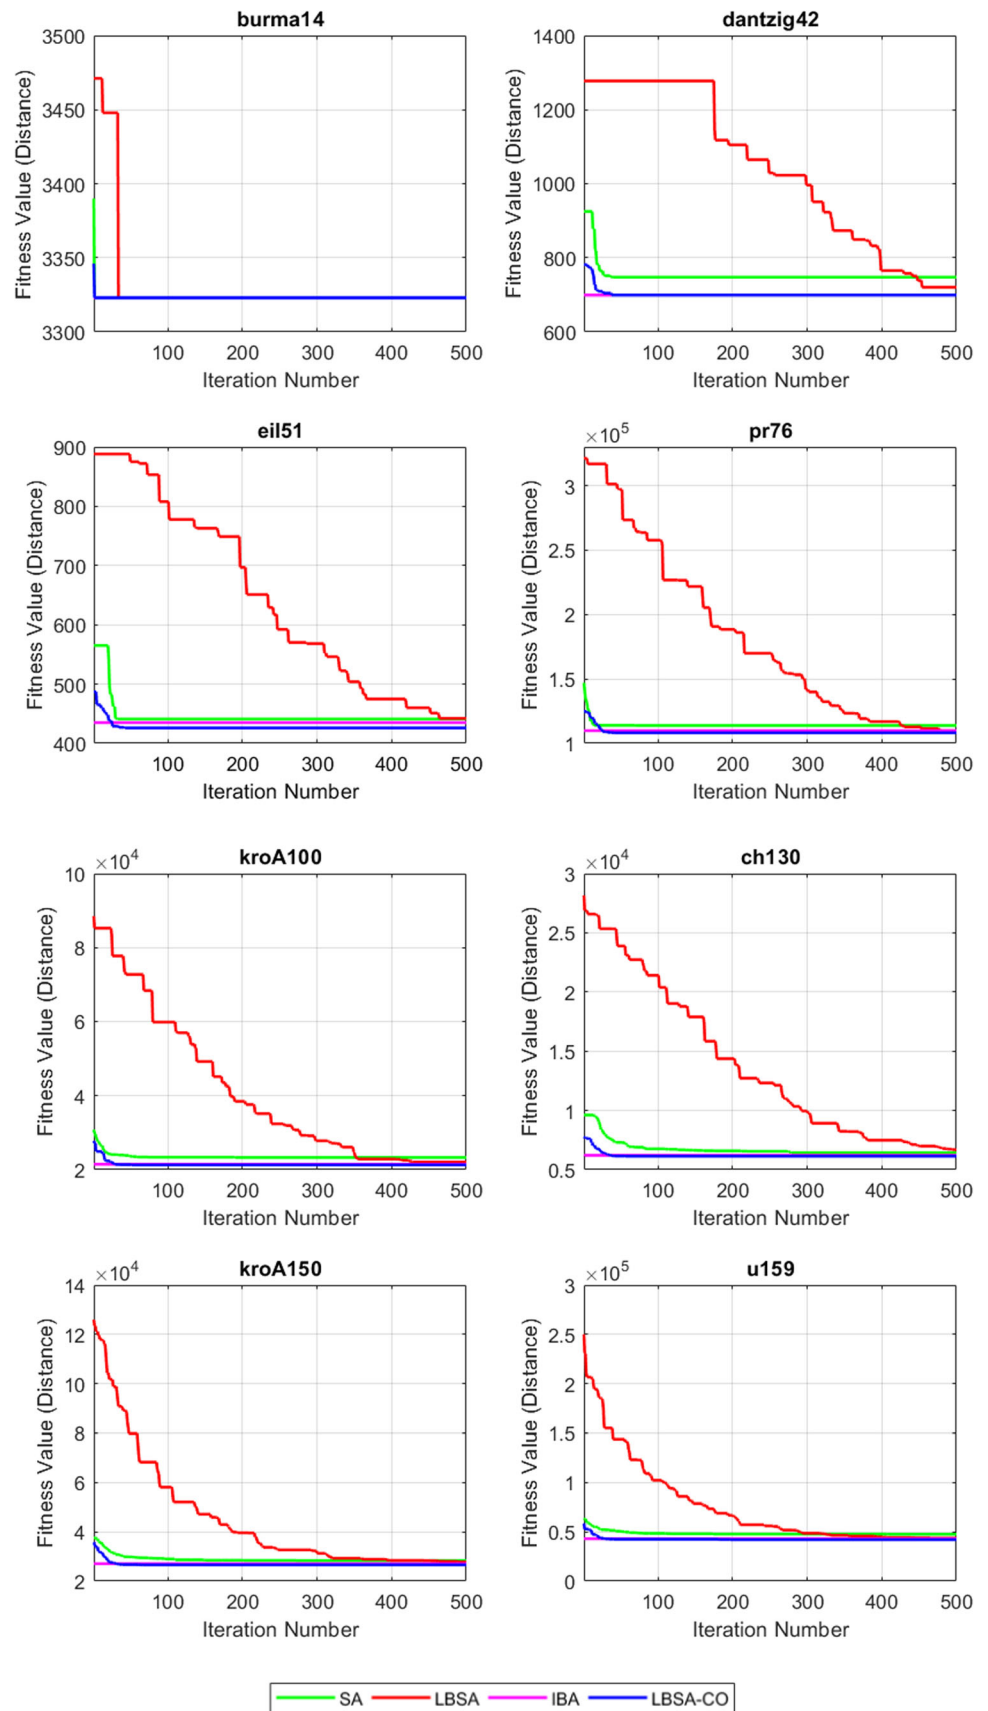 burma14
Fitness Value (Distance)
3500
3450
3400
3350
3300
100 200 300 400 500
Iteration Number
dantzig42
Fitness Value (Distance)
1400
1200
1000
800
600
100 200 300 400 500
Iteration Number
eil51
Fitness Value (Distance)
900
800
700
600
500
400
100 200 300 400 500
Iteration Number
pr76
×10^5
Fitness Value (Distance)
3
2.5
2
1.5
1
100 200 300 400 500
Iteration Number
kroA100
×10^4
Fitness Value (Distance)
10
8
6
4
2
100 200 300 400 500
Iteration Number
ch130
×10^4
Fitness Value (Distance)
3
2.5
2
1.5
1
0.5
100 200 300 400 500
Iteration Number
kroA150
×10^4
Fitness Value (Distance)
14
12
10
8
6
4
2
100 200 300 400 500
Iteration Number
u159
×10^5
Fitness Value (Distance)
3
2.5
2
1.5
1
0.5
0
100 200 300 400 500
Iteration Number
SA LBSA IBA LBSA-CO